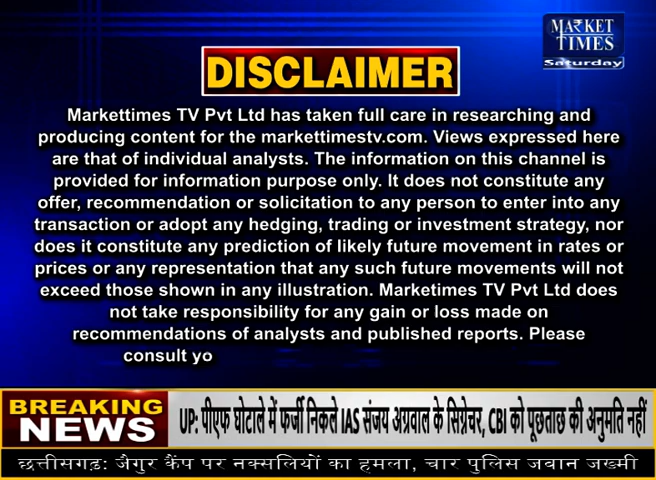 MARKET
TIMES
Saturday
DISCLAIMER
Markettimes TV Pvt Ltd has taken full care in researching and
producing content for the markettimestv.com. Views expressed here
are that of individual analysts. The information on this channel is
provided for information purpose only. It does not constitute any
offer, recommendation or solicitation to any person to enter into any
transaction or adopt any hedging, trading or investment strategy, nor
does it constitute any prediction of likely future movement in rates or
prices or any representation that any such future movements will not
exceed those shown in any illustration. Marketimes TV Pvt Ltd does
not take responsibility for any gain or loss made on
recommendations of analysts and published reports. Please
consult yo
BREAKING
NEWS
UP: पीएफ घोटाले में फर्जी निकले IAS संजय अग्रवाल के सिग्नेचर, CBI को पूछताछ की अनुमति नहीं
छत्तीसगढ़: जैगुर कैंप पर नक्सलियों का हमला, चार पुलिस जवान जख्मी